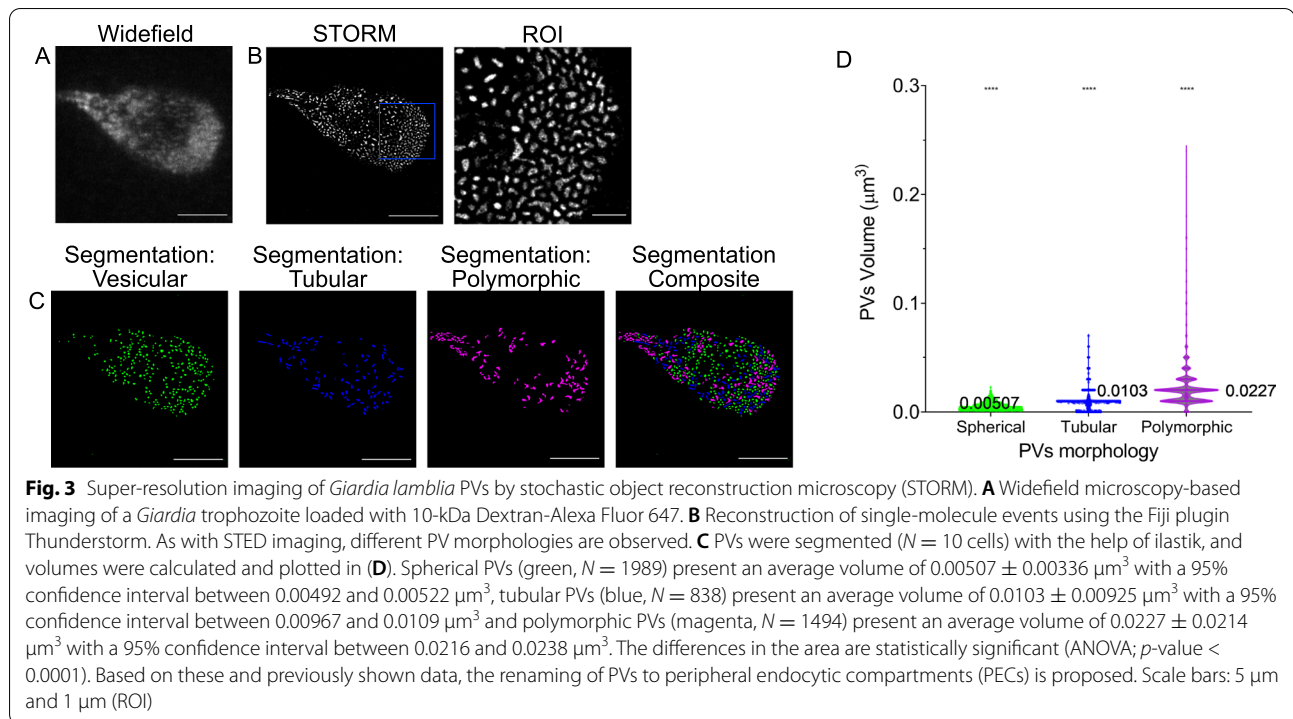 Widefield
STORM
ROI
A
B
Segmentation:
Vesicular
Segmentation:
Tubular
Segmentation:
Polymorphic
Segmentation
Composite
C
D
PVs Volume (μm³)
0.3
0.2
0.1
0.0
****
****
****
0.00507
0.0103
0.0227
Spherical
Tubular
Polymorphic
PVs morphology
Fig. 3 Super-resolution imaging of Giardia lamblia PVs by stochastic object reconstruction microscopy (STORM). A Widefield microscopy-based
imaging of a Giardia trophozoite loaded with 10-kDa Dextran-Alexa Fluor 647. B Reconstruction of single-molecule events using the Fiji plugin
Thunderstorm. As with STED imaging, different PV morphologies are observed. C PVs were segmented (N = 10 cells) with the help of ilastik, and
volumes were calculated and plotted in (D). Spherical PVs (green, N = 1989) present an average volume of 0.00507 ± 0.00336 μm³ with a 95%
confidence interval between 0.00492 and 0.00522 μm³, tubular PVs (blue, N = 838) present an average volume of 0.0103 ± 0.00925 μm³ with a 95%
confidence interval between 0.00967 and 0.0109 μm³ and polymorphic PVs (magenta, N = 1494) present an average volume of 0.0227 ± 0.0214
μm³ with a 95% confidence interval between 0.0216 and 0.0238 μm³. The differences in the area are statistically significant (ANOVA; p-value <
0.0001). Based on these and previously shown data, the renaming of PVs to peripheral endocytic compartments (PECs) is proposed. Scale bars: 5 μm
and 1 μm (ROI)